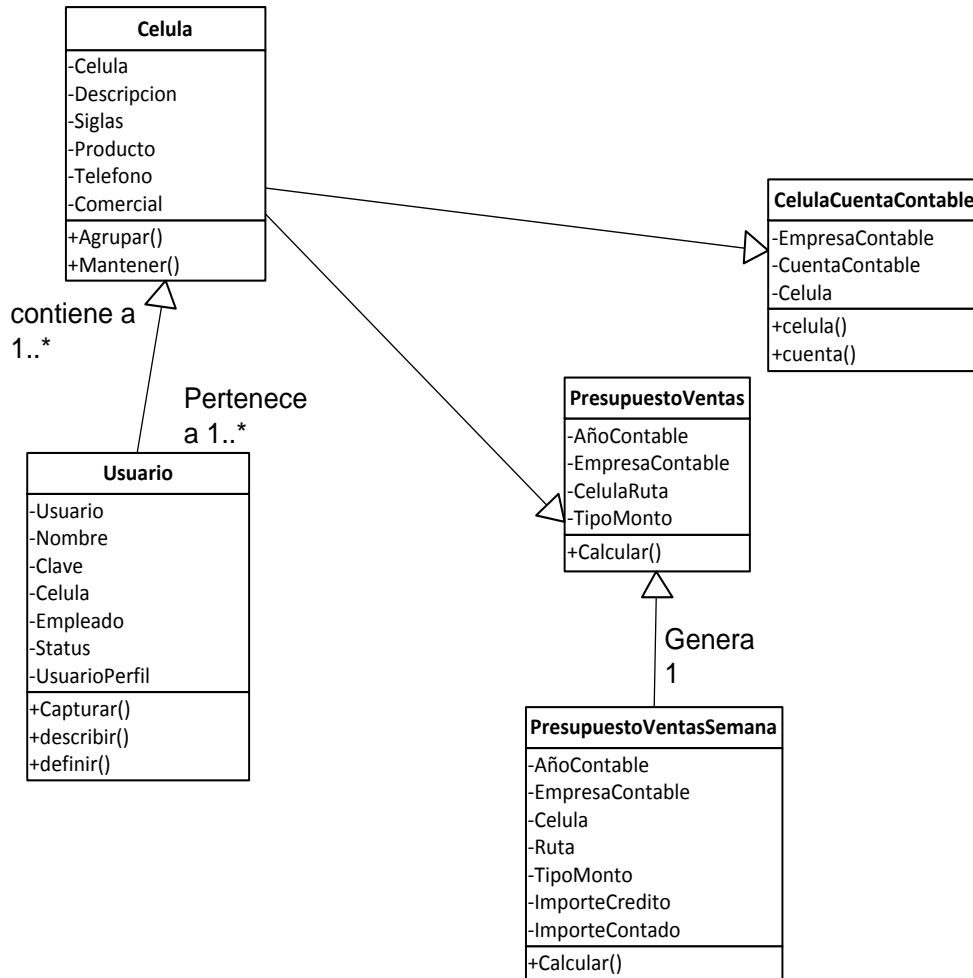 Celula
-Celula
-Descripcion
-Siglas
-Producto
-Telefono
-Comercial
+Agrupar()
+Mantener()
CelulaCuentaContable
-EmpresaContable
-CuentaContable
-Celula
+celula()
+cuenta()
contiene a
1..*
Pertenece
a 1..*
PresupuestoVentas
-AñoContable
-EmpresaContable
-CelulaRuta
-TipoMonto
+Calcular()
Usuario
-Usuario
-Nombre
-Clave
-Celula
-Empleado
-Status
-UsuarioPerfil
+Capturar()
+describir()
+definir()
Genera
1
PresupuestoVentasSemana
-AñoContable
-EmpresaContable
-Celula
-Ruta
-TipoMonto
-ImporteCredito
-ImporteContado
+Calcular()